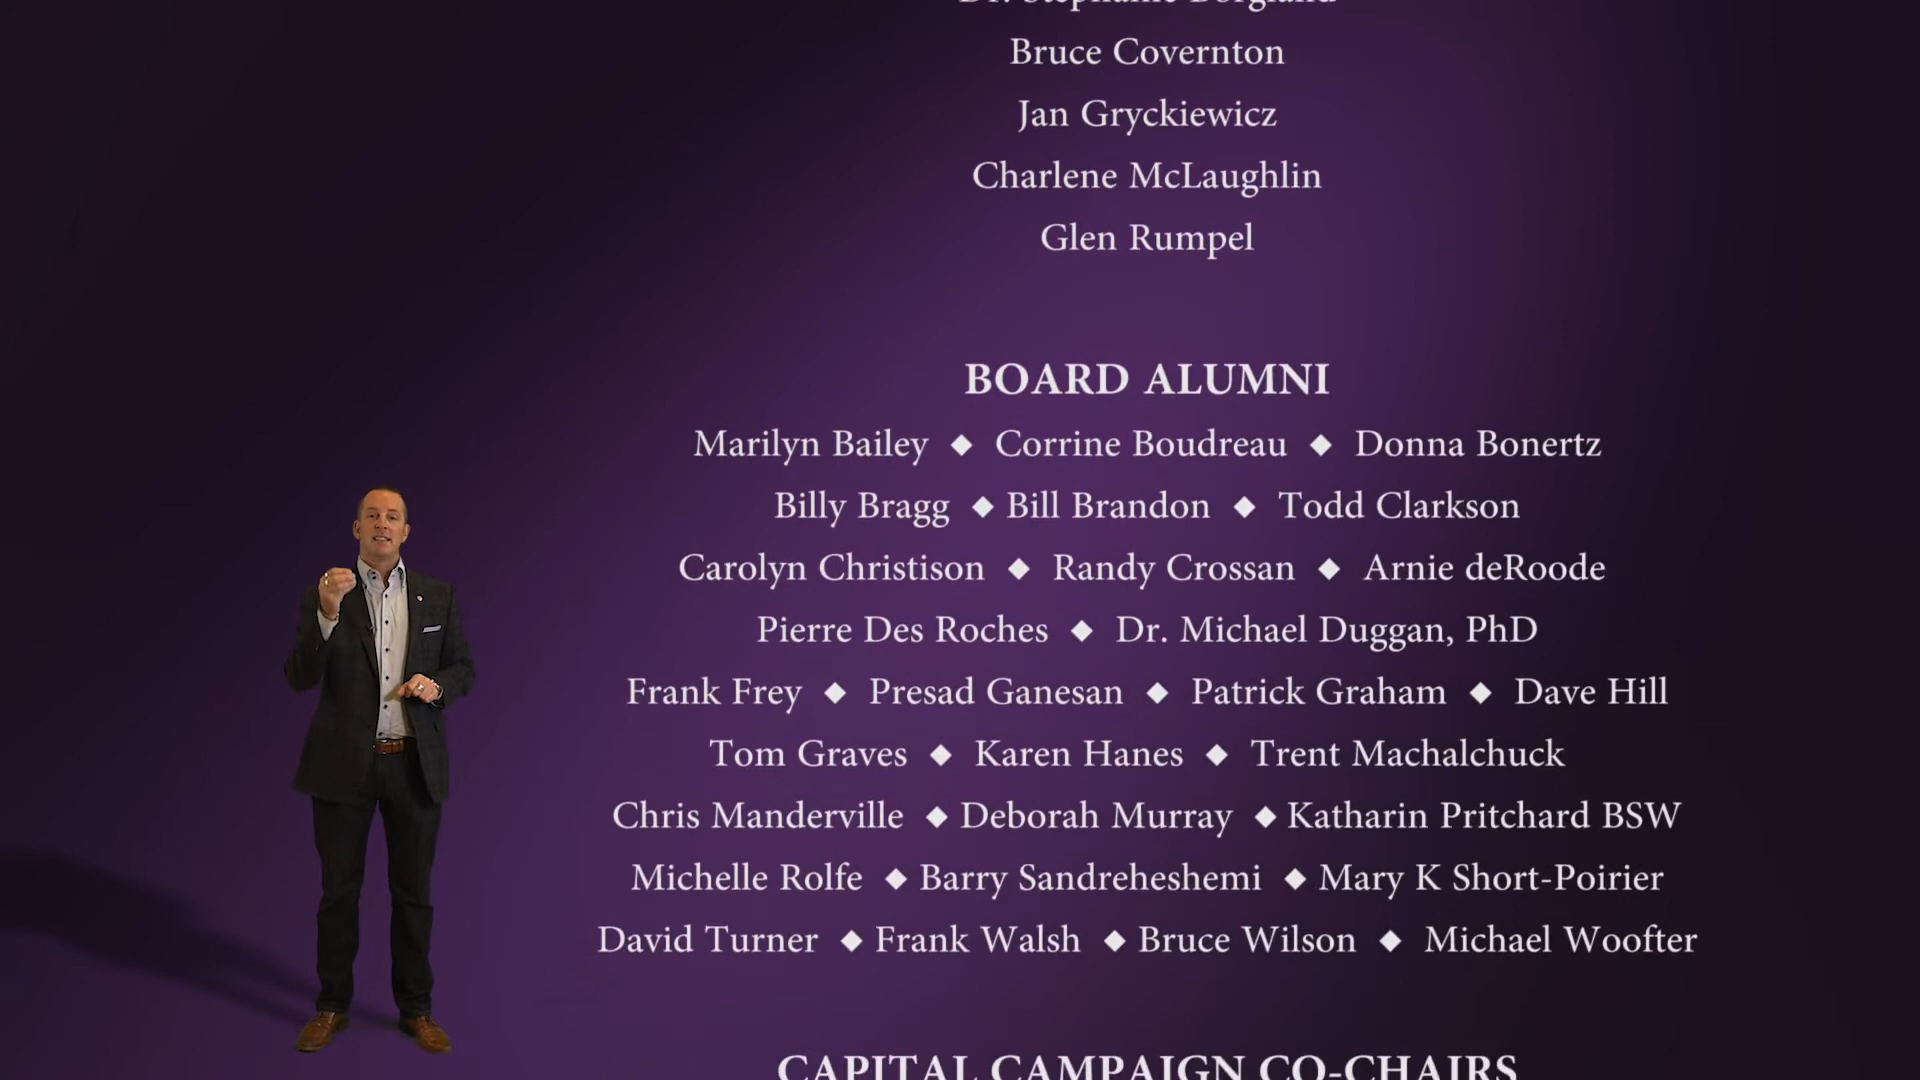 Dr. Stephanie Borgland
Bruce Covernton
Jan Gryckiewicz
Charlene McLaughlin
Glen Rumpel
BOARD ALUMNI
Marilyn Bailey ◆ Corrine Boudreau ◆ Donna Bonertz
Billy Bragg ◆ Bill Brandon ◆ Todd Clarkson
Carolyn Christison ◆ Randy Crossan ◆ Arnie deRoode
Pierre Des Roches ◆ Dr. Michael Duggan, PhD
Frank Frey ◆ Presad Ganesan ◆ Patrick Graham ◆ Dave Hill
Tom Graves ◆ Karen Hanes ◆ Trent Machalchuck
Chris Manderville ◆ Deborah Murray ◆ Katharin Pritchard BSW
Michelle Rolfe ◆ Barry Sandreheshemi ◆ Mary K Short-Poirier
David Turner ◆ Frank Walsh ◆ Bruce Wilson ◆ Michael Woofter
CAPITAL CAMPAIGN CO-CHAIRS